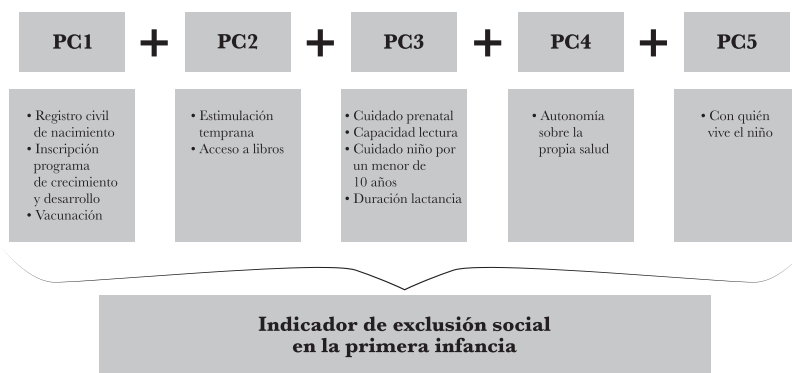 PC1 + PC2 + PC3 + PC4 + PC5
• Registro civil
de nacimiento
• Inscripción
programa
de crecimiento
y desarrollo
• Vacunación
• Estimulación
temprana
• Acceso a libros
• Cuidado prenatal
• Capacidad lectura
• Cuidado niño por
un menor de
10 años
• Duración lactancia
• Autonomía
sobre la
propia salud
• Con quién
vive el niño
Indicador de exclusión social
en la primera infancia